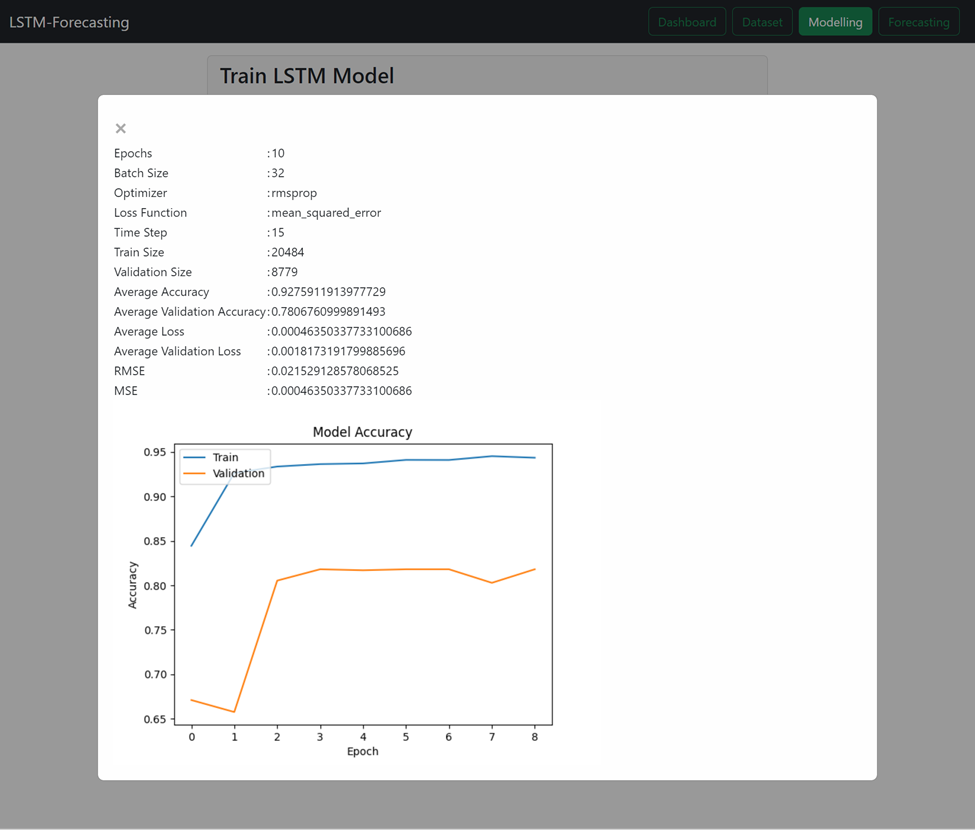 LSTM-Forecasting Dashboard Dataset Modelling Forecasting
Train LSTM Model
×
Epochs :10
Batch Size :32
Optimizer :rmsprop
Loss Function :mean_squared_error
Time Step :15
Train Size :20484
Validation Size :8779
Average Accuracy :0.9275911913977729
Average Validation Accuracy:0.7806760999891493
Average Loss :0.00046350337733100686
Average Validation Loss :0.0018173191799885696
RMSE :0.021529128578068525
MSE :0.00046350337733100686
Model Accuracy
Train
Validation
0.95
0.90
0.85
0.80
0.75
0.70
0.65
Accuracy
0 1 2 3 4 5 6 7 8
Epoch